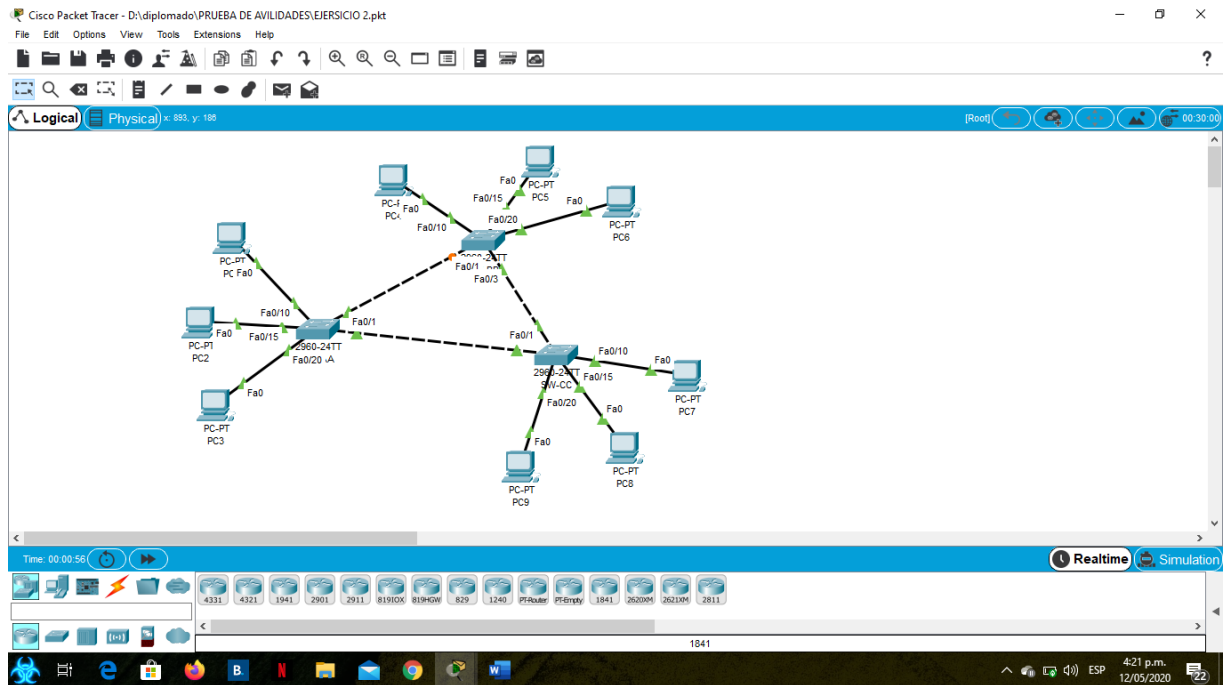 Cisco Packet Tracer - D:\diplomado\PRUEBA DE AVILIDADES\EJERSICIO 2.pkt
File Edit Options View Tools Extensions Help
?
Logical Physical x: 893, y: 186 [Root] 00:30:00
Fa0
PC-PT
PC5
Fa0/15
Fa0
Fa0
Fa0/20
PC-PT
PC6
Fa0/10
PC-PT
Fa0
Fa0/1
Fa0/3
Fa0/10
Fa0/1
Fa0
Fa0/15
PC-PT
PC2
2960-24TT
Fa0/20
Fa0
PC-PT
PC3
Fa0/1
Fa0/10
Fa0
2960-24TT
SW-CC
Fa0/15
Fa0/20
PC-PT
PC7
Fa0
Fa0
PC-PT
PC8
PC-PT
PC9
Time: 00:00:56 Realtime Simulation
4331 4321 1941 2901 2911 819IOX 819HGW 829 1240 PT-Router PT-Empty 1841 2620XM 2621XM 2811
1841
B. N W ESP 4:21 p.m.
12/05/2020
22